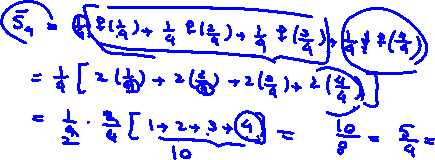 S̄₄ = 1/4 [ f(1/4) + 1/4 f(2/4) + 1/4 f(3/4) + 1/4 f(4/4)
= 1/4 [ 2(1/4) + 2(2/4) + 2(3/4) + 2(4/4) ]
= 1/4 · 2/4 [ 1 + 2 + 3 + 4 ] = 10/8 = 5/4 =
2 10